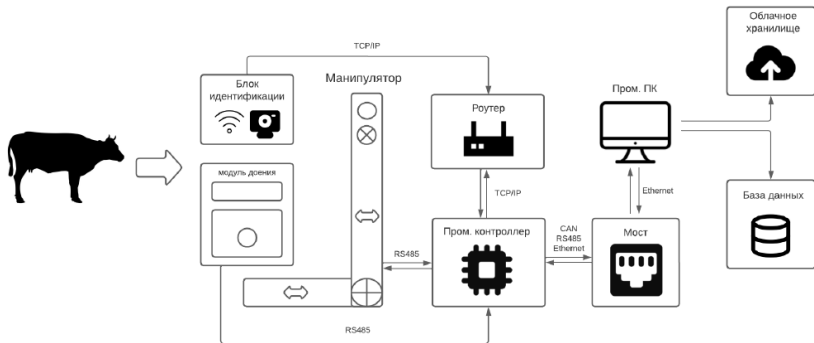 Облачное
хранилище
TCP/IP
Блок
идентификации
Манипулятор
Роутер
Пром. ПК
модуль доения
TCP/IP
Ethernet
База данных
Пром. контроллер
CAN
RS485
Ethernet
Мост
RS485
RS485